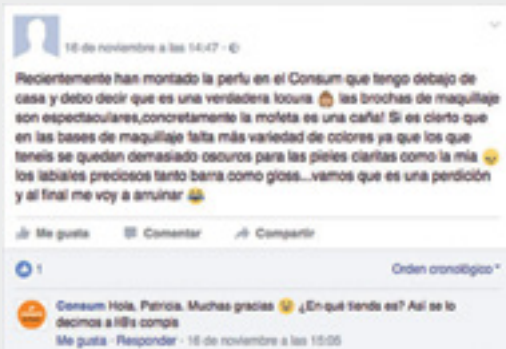 16 de noviembre a las 14:47 ·
Recientemente han montado la perfu en el Consum que tengo debajo de
casa y debo decir que es una verdadera locura 🙈 las brochas de maquillaje
son espectaculares,concretamente la mofeta es una caña! Si es cierto que
en las bases de maquillaje falta más variedad de colores ya que los que
teneis se quedan demasiado oscuros para las pieles claritas como la mia 😪
los labiales preciosos tanto barra como gloss...vamos que es una perdición
y al final me voy a arruinar 😂
Me gusta Comentar Compartir
1 Orden cronológico
Consum Hola, Patricia. Muchas gracias 😉 ¿En qué tienda es? Así se lo
decimos a l@s compis
Me gusta · Responder · 16 de noviembre a las 15:05